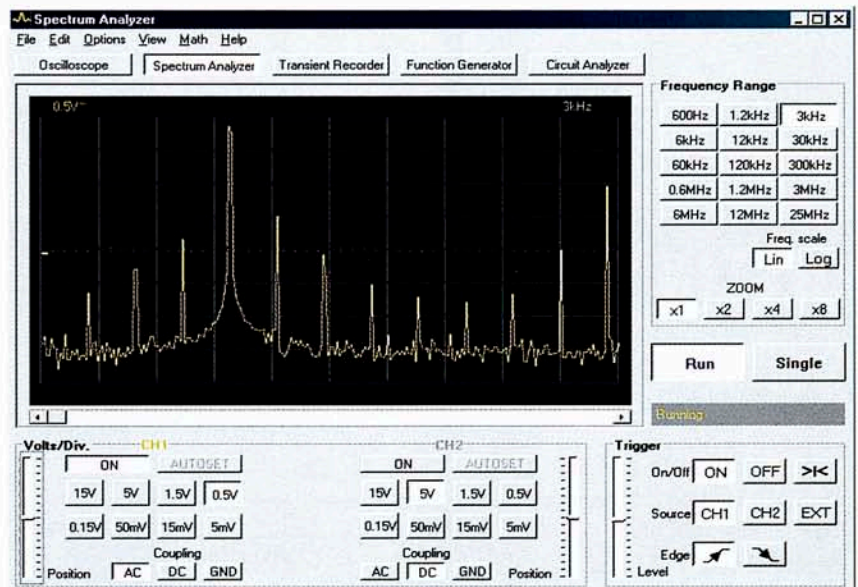 Spectrum Analyzer
File Edit Options View Math Help
Oscilloscope Spectrum Analyzer Transient Recorder Function Generator Circuit Analyzer
0.5V~ 3kHz
Frequency Range
600Hz 1.2kHz 3kHz
6kHz 12kHz 30kHz
60kHz 120kHz 300kHz
0.6MHz 1.2MHz 3MHz
6MHz 12MHz 25MHz
Freq. scale
Lin Log
ZOOM
x1 x2 x4 x8
Run Single
Running
Volts/Div. CH1
ON AUTOSET
15V 5V 1.5V 0.5V
0.15V 50mV 15mV 5mV
Coupling
Position AC DC GND
CH2
ON AUTOSET
15V 5V 1.5V 0.5V
0.15V 50mV 15mV 5mV
Coupling
AC DC GND Position
Trigger
On/Off ON OFF >I<
Source CH1 CH2 EXT
Edge
Level